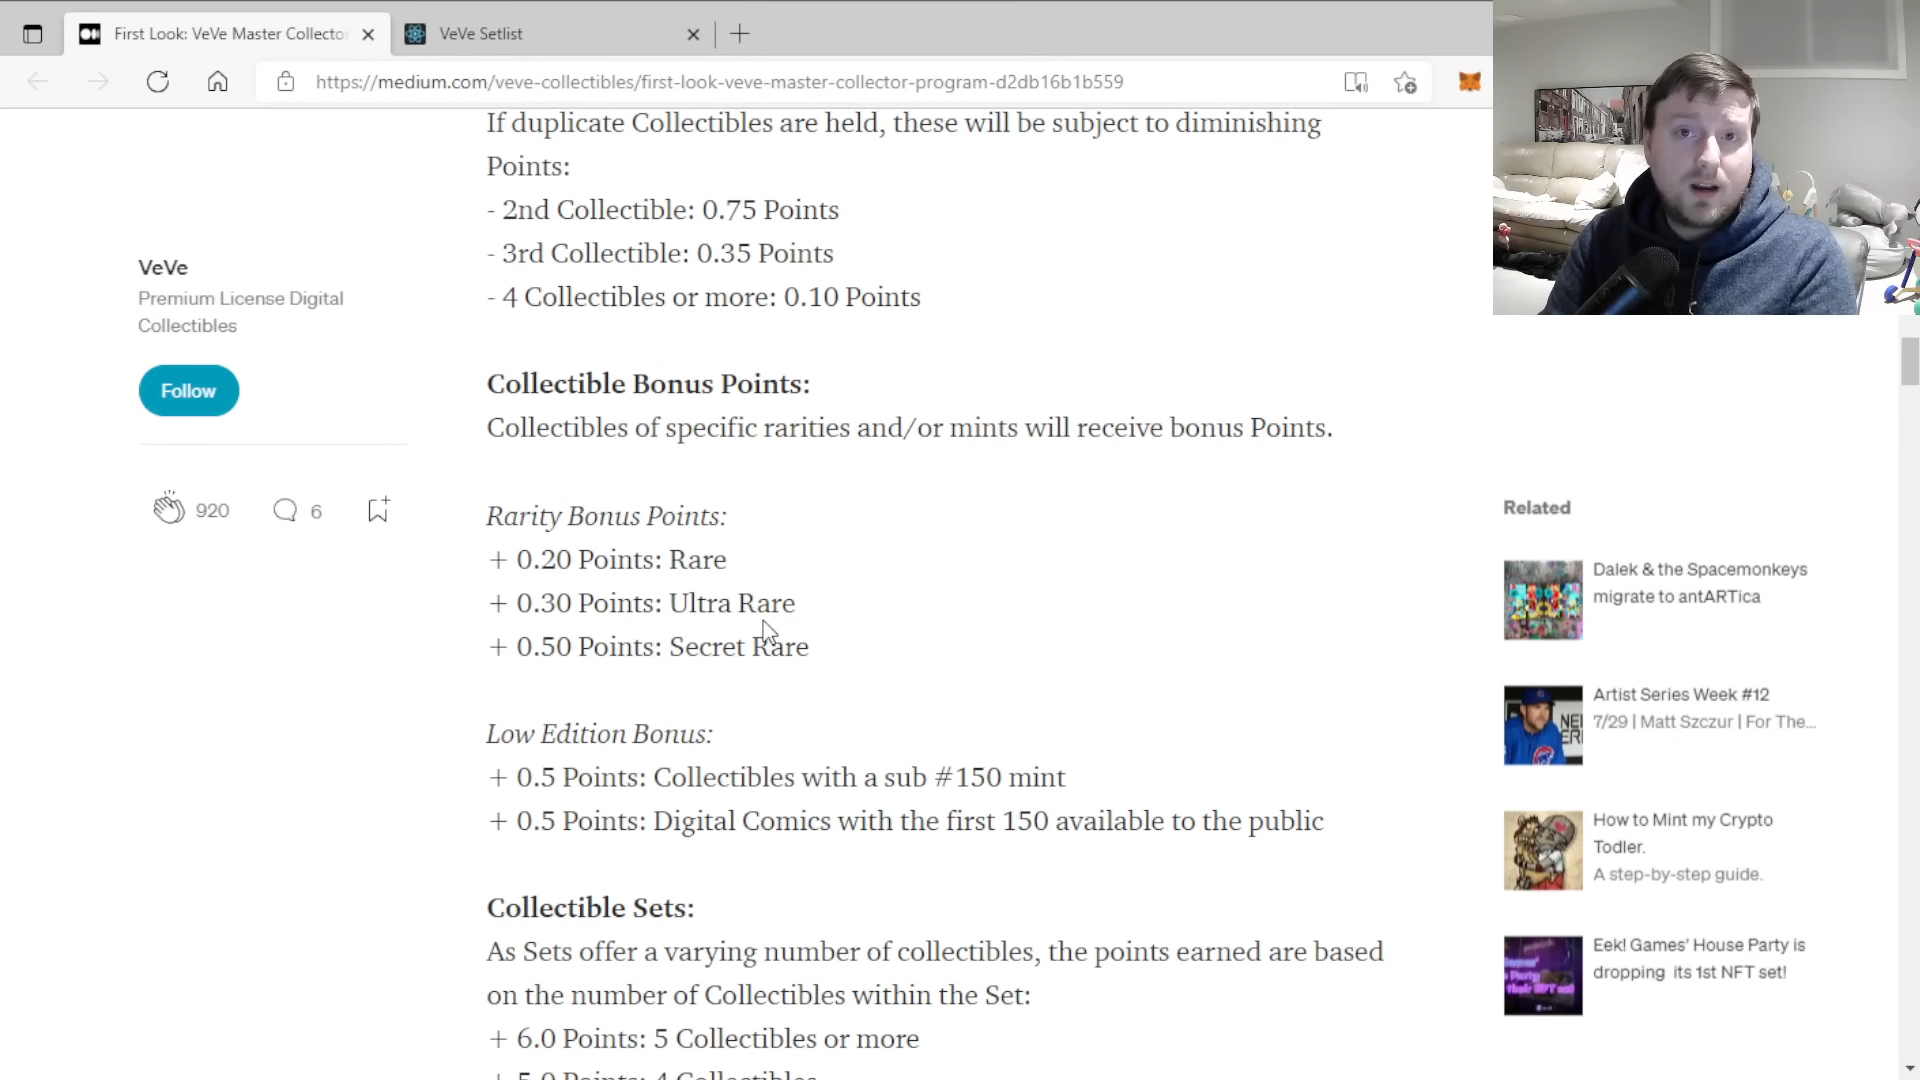 First Look: VeVe Master Collector
VeVe Setlist
https://medium.com/veve-collectibles/first-look-veve-master-collector-program-d2db16b1b559
If duplicate Collectibles are held, these will be subject to diminishing
Points:
- 2nd Collectible: 0.75 Points
- 3rd Collectible: 0.35 Points
- 4 Collectibles or more: 0.10 Points
VeVe
Premium License Digital
Collectibles
Follow
920
6
Collectible Bonus Points:
Collectibles of specific rarities and/or mints will receive bonus Points.
Rarity Bonus Points:
+ 0.20 Points: Rare
+ 0.30 Points: Ultra Rare
+ 0.50 Points: Secret Rare
Low Edition Bonus:
+ 0.5 Points: Collectibles with a sub #150 mint
+ 0.5 Points: Digital Comics with the first 150 available to the public
Collectible Sets:
As Sets offer a varying number of collectibles, the points earned are based
on the number of Collectibles within the Set:
+ 6.0 Points: 5 Collectibles or more
+ 5.0 Points: 4 Collectibles
Related
Dalek & the Spacemonkeys
migrate to antARTica
Artist Series Week #12
7/29 | Matt Szczur | For The...
How to Mint my Crypto
Todler.
A step-by-step guide.
Eek! Games' House Party is
dropping its 1st NFT set!